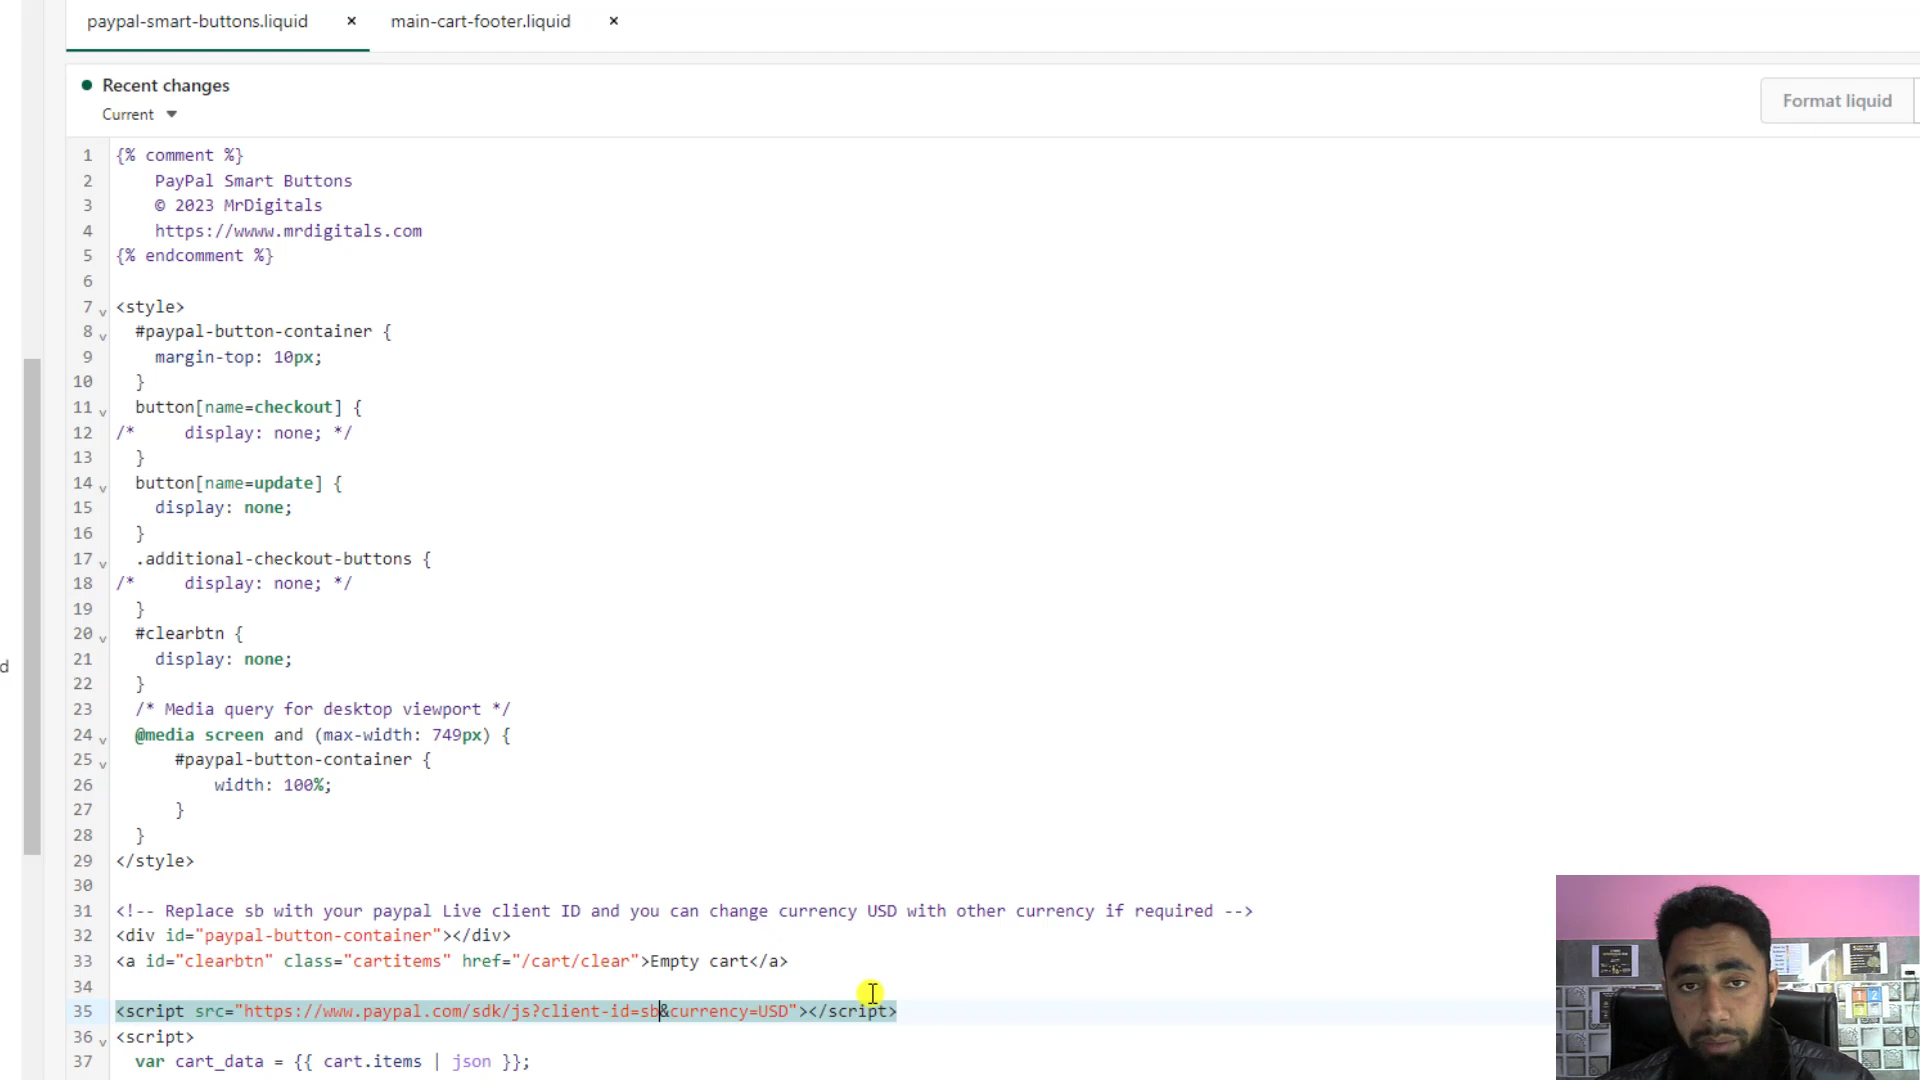 paypal-smart-buttons.liquid × main-cart-footer.liquid ×
Recent changes
Current
Format liquid
1 {% comment %}
2 PayPal Smart Buttons
3 © 2023 MrDigitals
4 https://wwww.mrdigitals.com
5 {% endcomment %}
6
7 <style>
8 #paypal-button-container {
9 margin-top: 10px;
10 }
11 button[name=checkout] {
12 /* display: none; */
13 }
14 button[name=update] {
15 display: none;
16 }
17 .additional-checkout-buttons {
18 /* display: none; */
19 }
20 #clearbtn {
21 display: none;
22 }
23 /* Media query for desktop viewport */
24 @media screen and (max-width: 749px) {
25 #paypal-button-container {
26 width: 100%;
27 }
28 }
29 </style>
30
31 <!-- Replace sb with your paypal Live client ID and you can change currency USD with other currency if required -->
32 <div id="paypal-button-container"></div>
33 <a id="clearbtn" class="cartitems" href="/cart/clear">Empty cart</a>
34
35 <script src="https://www.paypal.com/sdk/js?client-id=sb&currency=USD"></script>
36 <script>
37 var cart_data = {{ cart.items | json }};
d